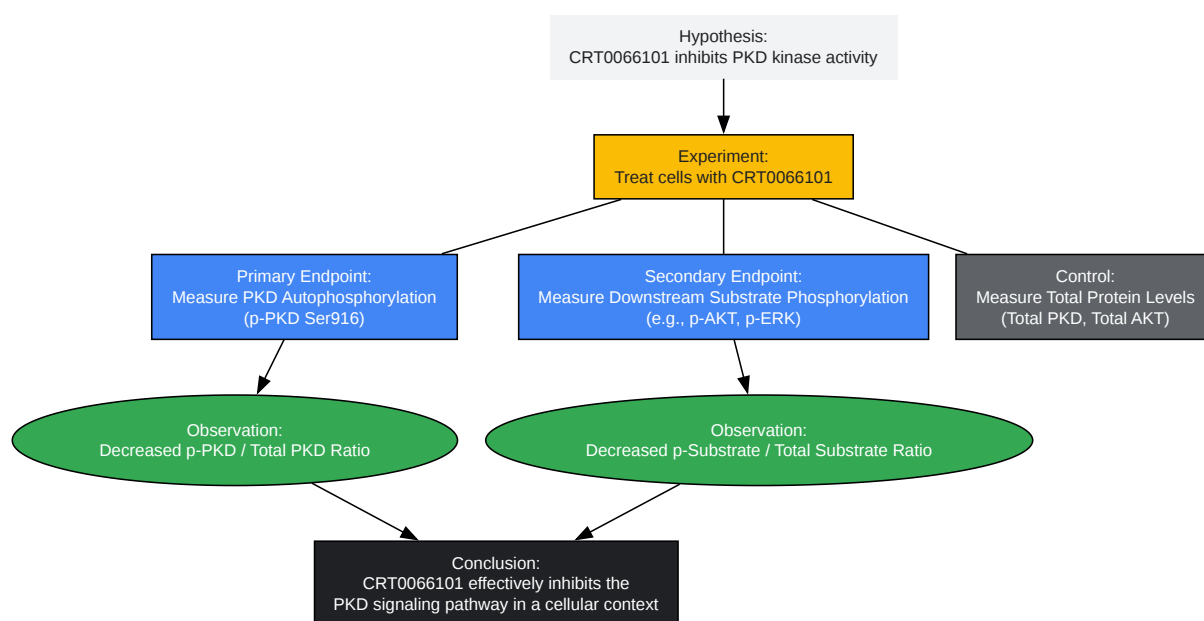 Hypothesis:
CRT0066101 inhibits PKD kinase activity
Experiment:
Treat cells with CRT0066101
Primary Endpoint:
Measure PKD Autophosphorylation
(p-PKD Ser916)
Secondary Endpoint:
Measure Downstream Substrate Phosphorylation
(e.g., p-AKT, p-ERK)
Control:
Measure Total Protein Levels
(Total PKD, Total AKT)
Observation:
Decreased p-PKD / Total PKD Ratio
Observation:
Decreased p-Substrate / Total Substrate Ratio
Conclusion:
CRT0066101 effectively inhibits the
PKD signaling pathway in a cellular context